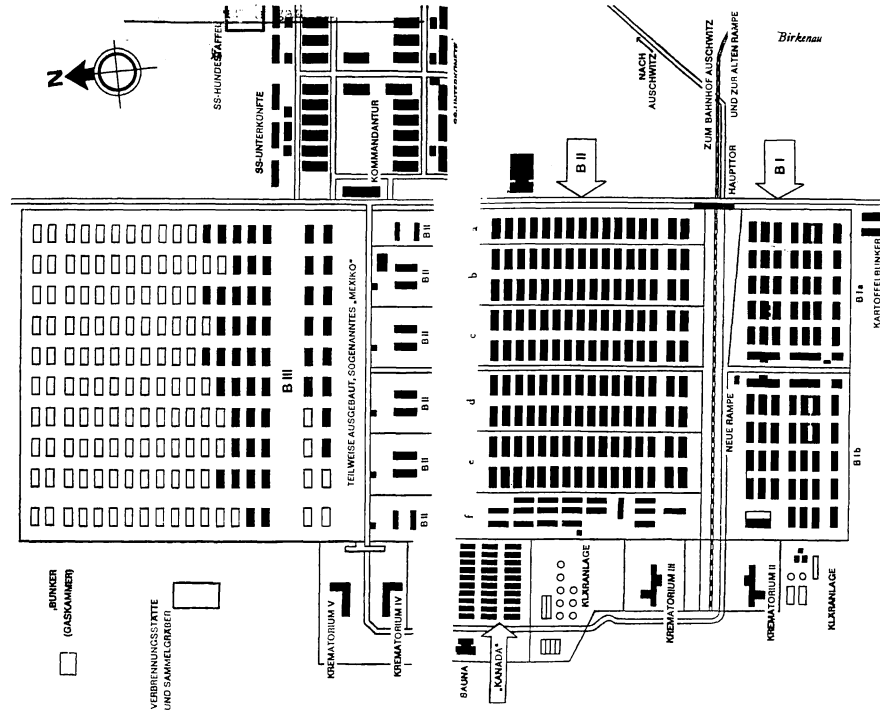 Birkenau
N
SS-HUNDESTAFFEL
SS-UNTERKÜNFTE
KOMMANDANTUR
NACH
AUSCHWITZ
ZUM BAHNHOF AUSCHWITZ
UND ZUR ALTEN RAMPE
HAUPTTOR
B II
B I
a
b
c
d
e
f
B II
B II
B II
B II
B II
B II
B III
TEILWEISE AUSGEBAUT, SOGENANNTES „MEXIKO"
NEUE RAMPE
B Ia
B Ib
KARTOFFELBUNKER
BUNKER
(GASKAMMER)
VERBRENNUNGSSTÄTTE
UND SAMMELGRÄBER
KREMATORIUM V
KREMATORIUM IV
SAUNA
„KANADA"
KLÄRANLAGE
KREMATORIUM III
KREMATORIUM II
KLÄRANLAGE